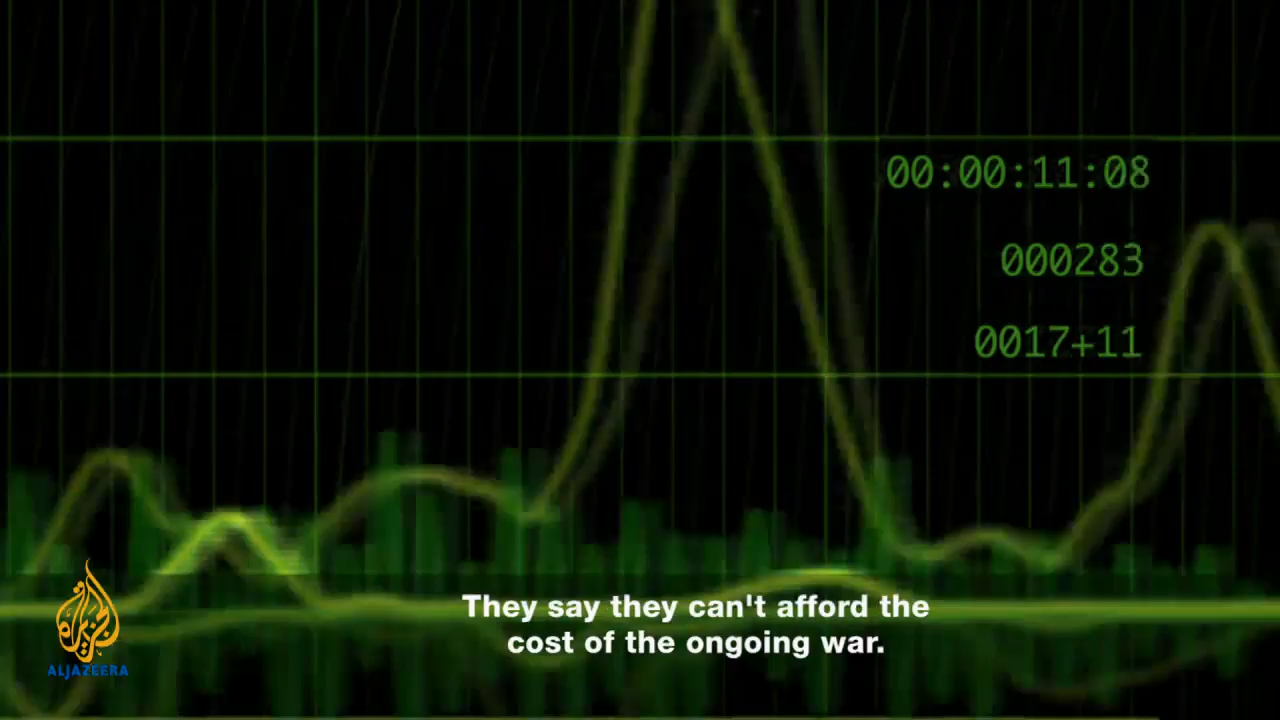 00:00:11:08
000283
0017+11
They say they can't afford the
cost of the ongoing war.
الجزيرة
ALJAZEERA